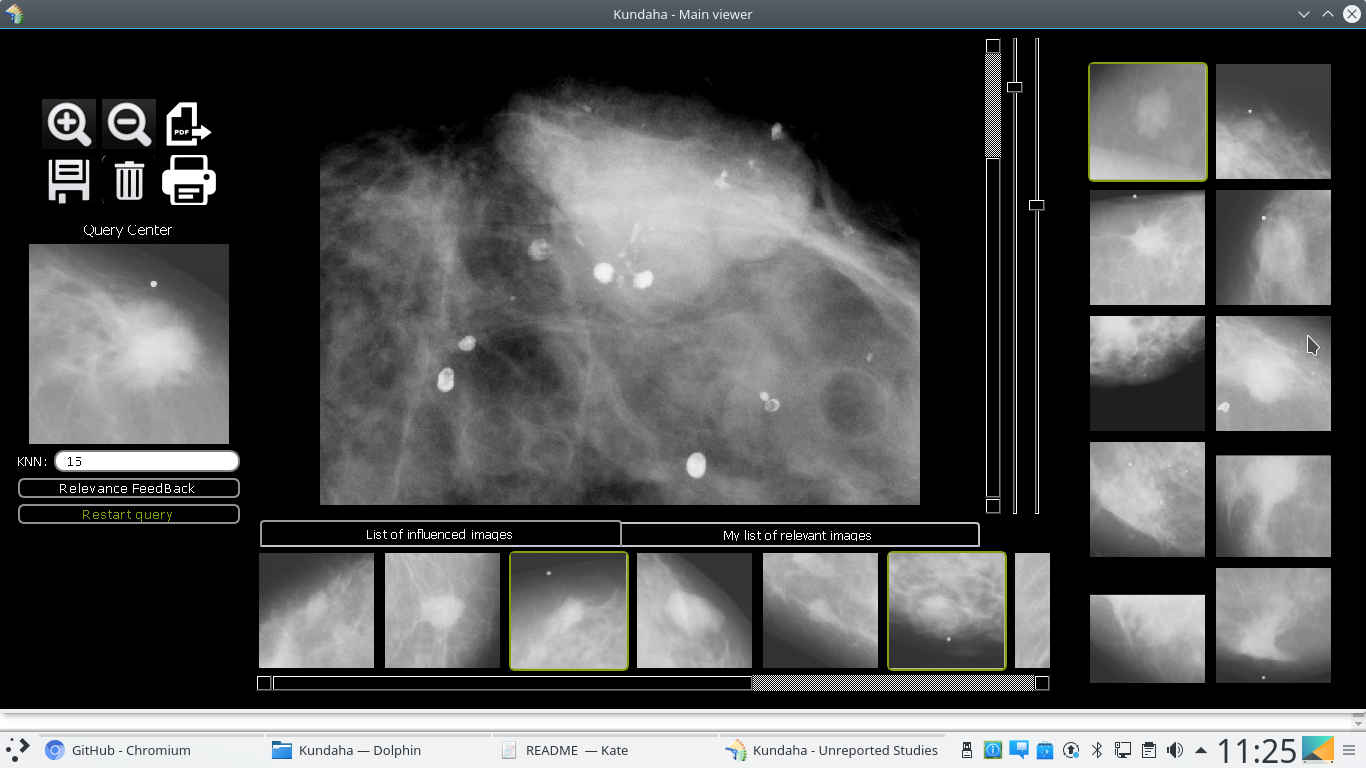 Kundaha - Main viewer
PDF
Query Center
KNN: 15
Relevance FeedBack
Restart query
List of influenced images
My list of relevant images
GitHub - Chromium
Kundaha — Dolphin
README — Kate
Kundaha - Unreported Studies
11:25